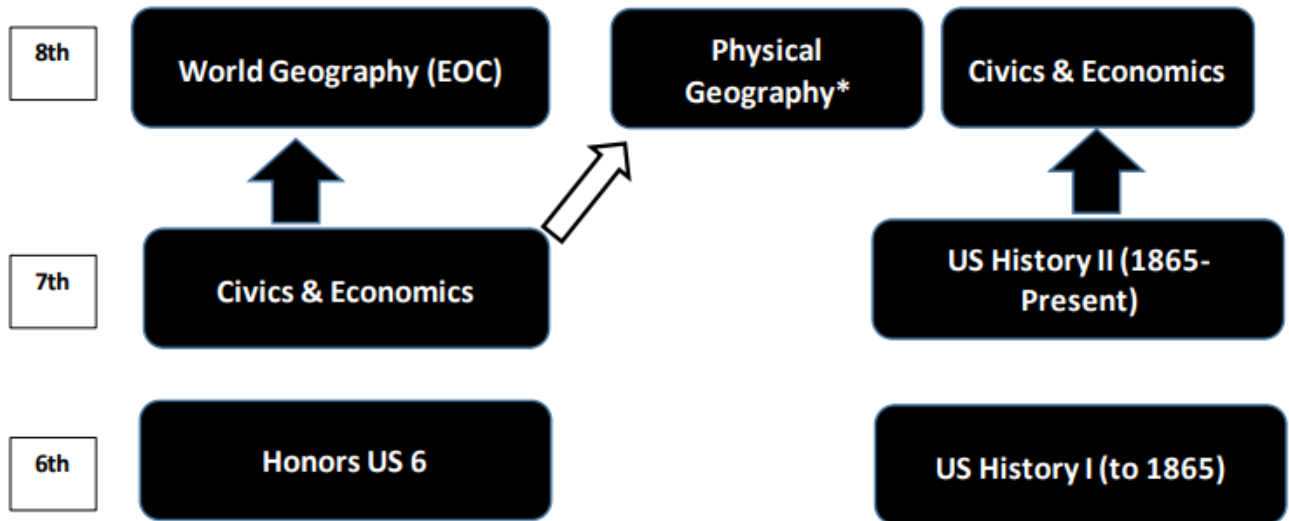 8th
World Geography (EOC)
Physical
Geography*
Civics & Economics
7th
Civics & Economics
US History II (1865-
Present)
6th
Honors US 6
US History I (to 1865)